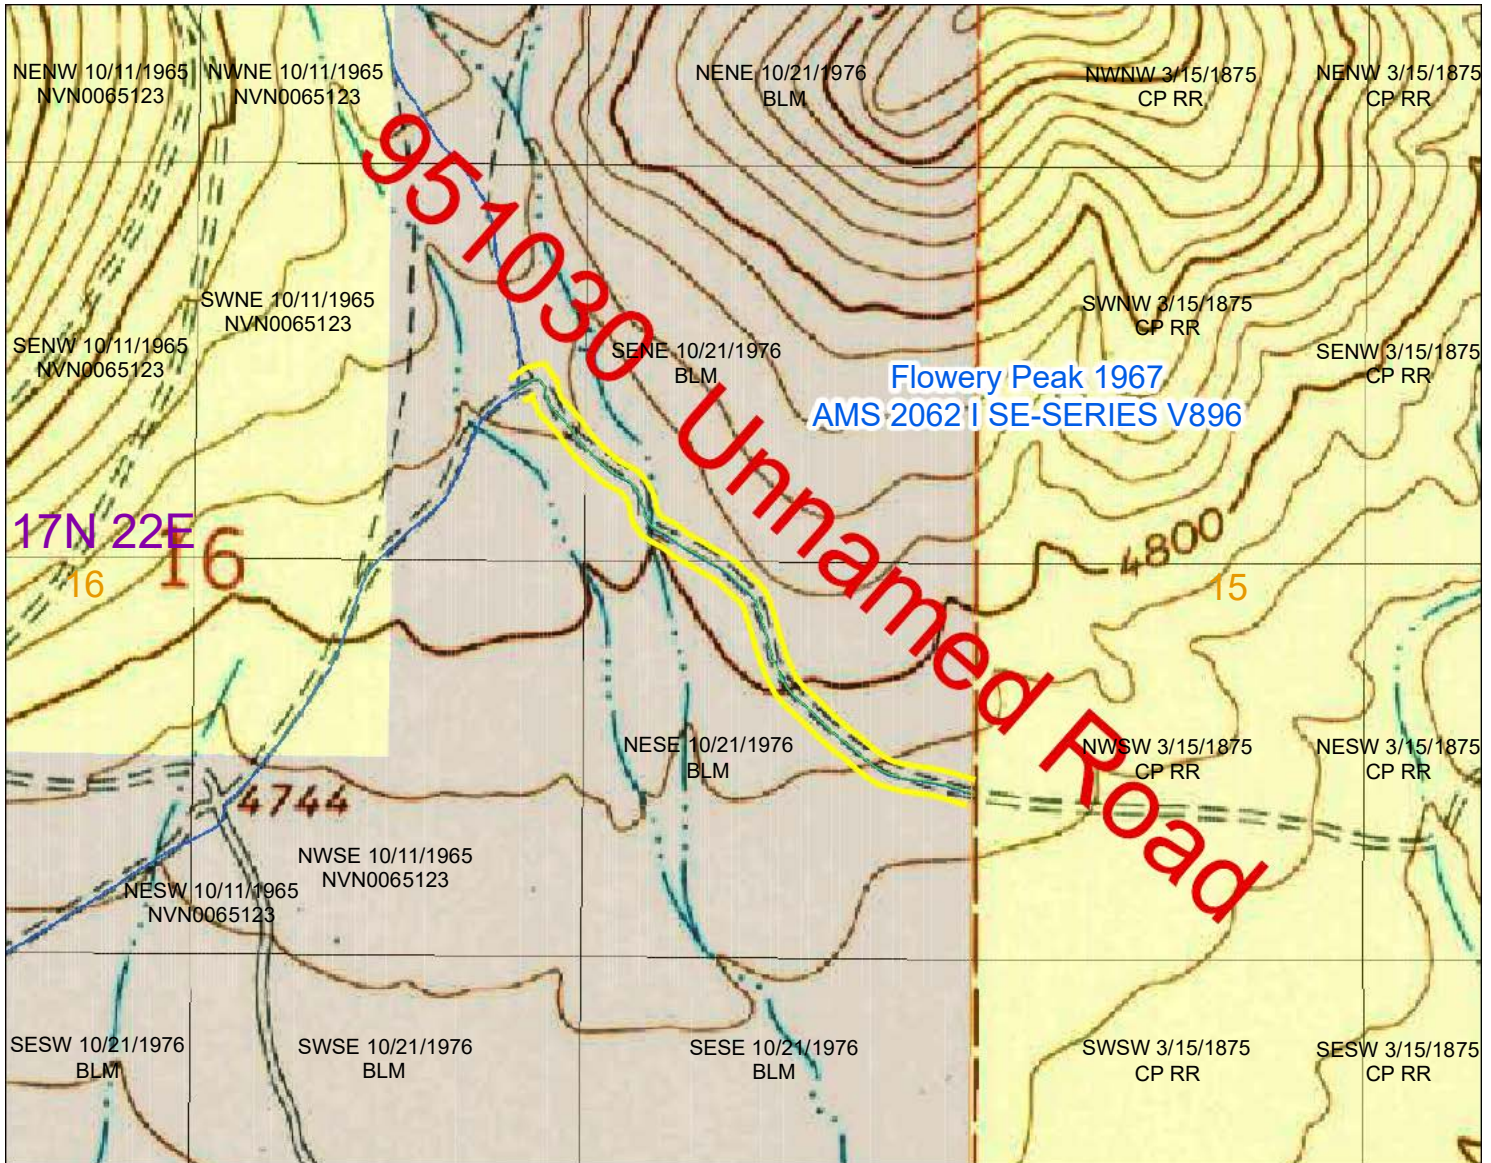 NENW 10/11/1965
NVN0065123
NWNE 10/11/1965
NVN0065123
NENE 10/21/1976
BLM
NWNW 3/15/1875
CP RR
NENW 3/15/1875
CP RR
951030 Unnamed Road
SWNE 10/11/1965
NVN0065123
SENW 10/11/1965
NVN0065123
SENE 10/21/1976
BLM
SWNW 3/15/1875
CP RR
SENW 3/15/1875
CP RR
Flowery Peak 1967
AMS 2062 I SE-SERIES V896
17N 22E
16
16
4800
15
NESE 10/21/1976
BLM
NWSW 3/15/1875
CP RR
NESW 3/15/1875
CP RR
4744
NWSE 10/11/1965
NVN0065123
NESW 10/11/1965
NVN0065123
SESW 10/21/1976
BLM
SWSE 10/21/1976
BLM
SESE 10/21/1976
BLM
SWSW 3/15/1875
CP RR
SESW 3/15/1875
CP RR